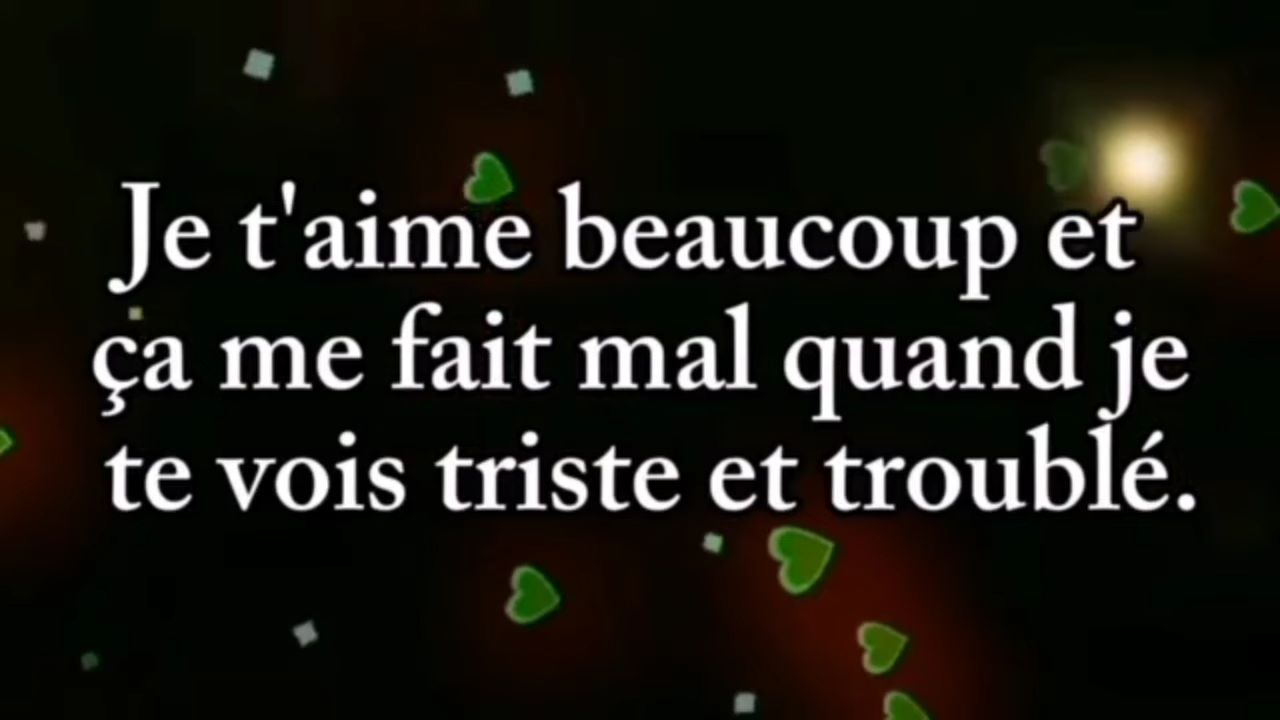 Je t'aime beaucoup et
ça me fait mal quand je
te vois triste et troublé.